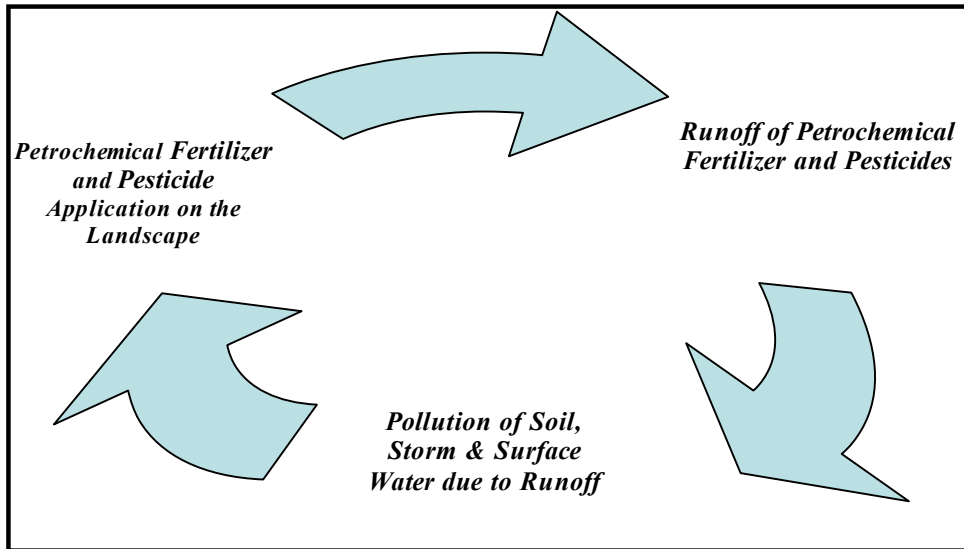 Petrochemical Fertilizer
and Pesticide
Application on the
Landscape
Runoff of Petrochemical
Fertilizer and Pesticides
Pollution of Soil,
Storm & Surface
Water due to Runoff